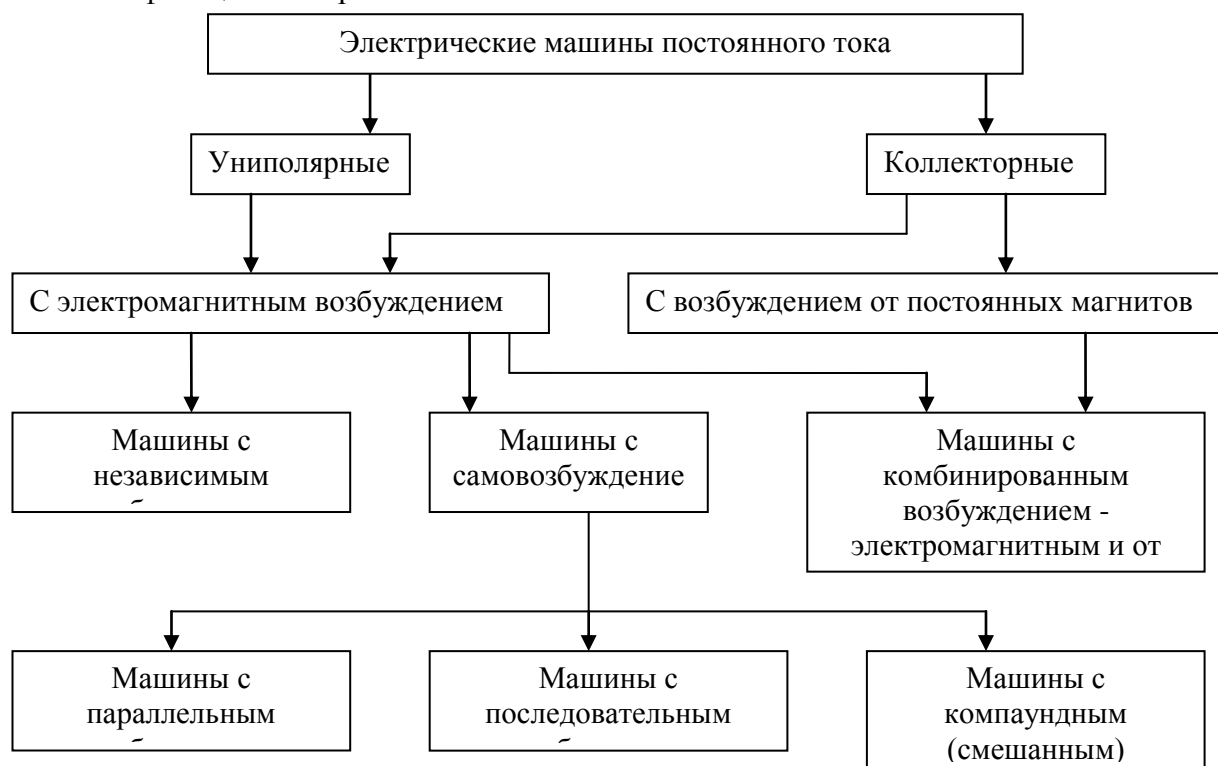 Электрические машины постоянного тока
Униполярные
Коллекторные
С электромагнитным возбуждением
С возбуждением от постоянных магнитов
Машины с
независимым
Машины с
самовозбуждение
Машины с
комбинированным
возбуждением -
электромагнитным и от
Машины с
параллельным
Машины с
последовательным
Машины с
компаундным
(смешанным)